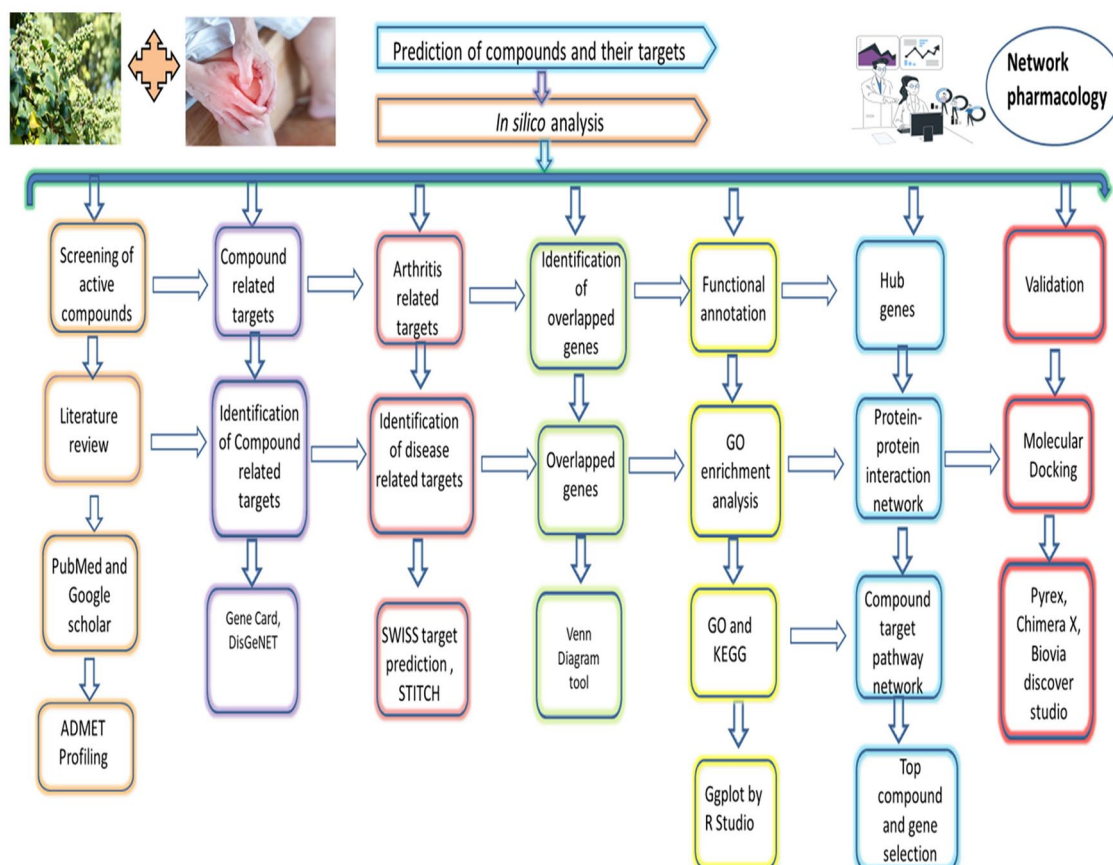 Prediction of compounds and their targets
In silico analysis
Network
pharmacology
Screening of
active
compounds
Compound
related
targets
Arthritis
related
targets
Identification
of
overlapped
genes
Functional
annotation
Hub
genes
Validation
Literature
review
Identification
of Compound
related
targets
Identification
of disease
related targets
Overlapped
genes
GO
enrichment
analysis
Protein-
protein
interaction
network
Molecular
Docking
PubMed and
Google
scholar
Gene Card,
DisGeNET
SWISS target
prediction ,
STITCH
Venn
Diagram
tool
GO and
KEGG
Compound
target
pathway
network
Pyrex,
Chimera X,
Biovia
discover
studio
ADMET
Profiling
Ggplot by
R Studio
Top
compound
and gene
selection